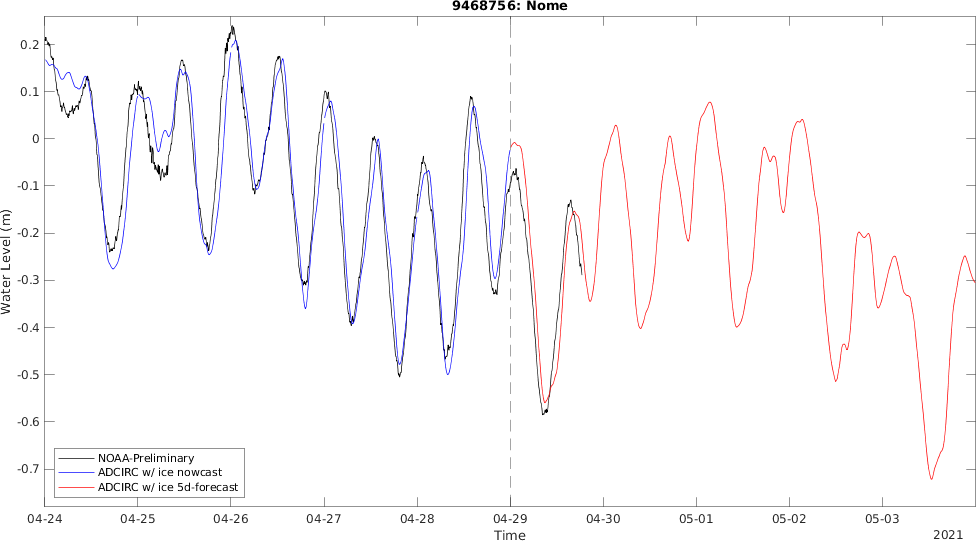 9468756: Nome
Water Level (m)
0.2
0.1
0
-0.1
-0.2
-0.3
-0.4
-0.5
-0.6
-0.7
NOAA-Preliminary
ADCIRC w/ ice nowcast
ADCIRC w/ ice 5d-forecast
04-24 04-25 04-26 04-27 04-28 04-29 04-30 05-01 05-02 05-03
Time
2021